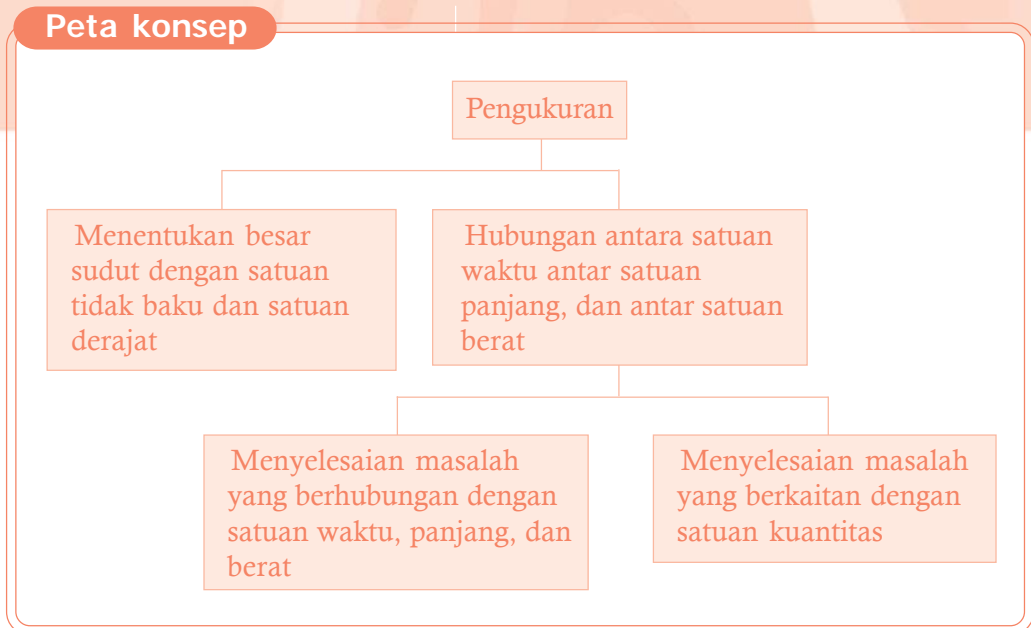 Peta konsep
Pengukuran
Menentukan besar
sudut dengan satuan
tidak baku dan satuan
derajat
Hubungan antara satuan
waktu antar satuan
panjang, dan antar satuan
berat
Menyelesaian masalah
yang berhubungan dengan
satuan waktu, panjang, dan
berat
Menyelesaian masalah
yang berkaitan dengan
satuan kuantitas